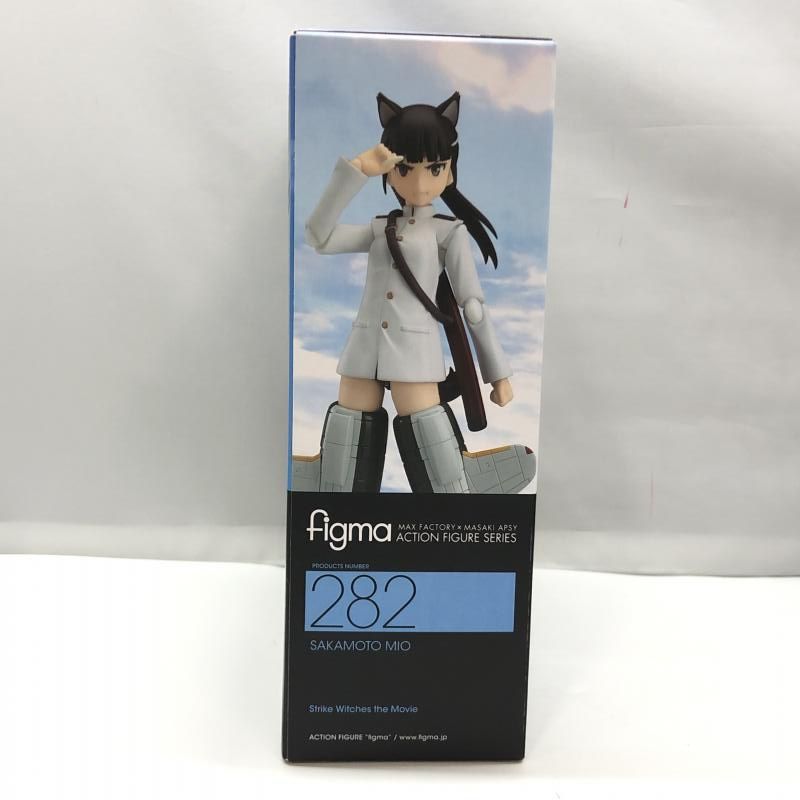 figma MAX FACTORY × MASAKI APSY
ACTION FIGURE SERIES
PRODUCTS NUMBER
282
SAKAMOTO MIO
Strike Witches the Movie
ACTION FIGURE "figma" / www.figma.jp